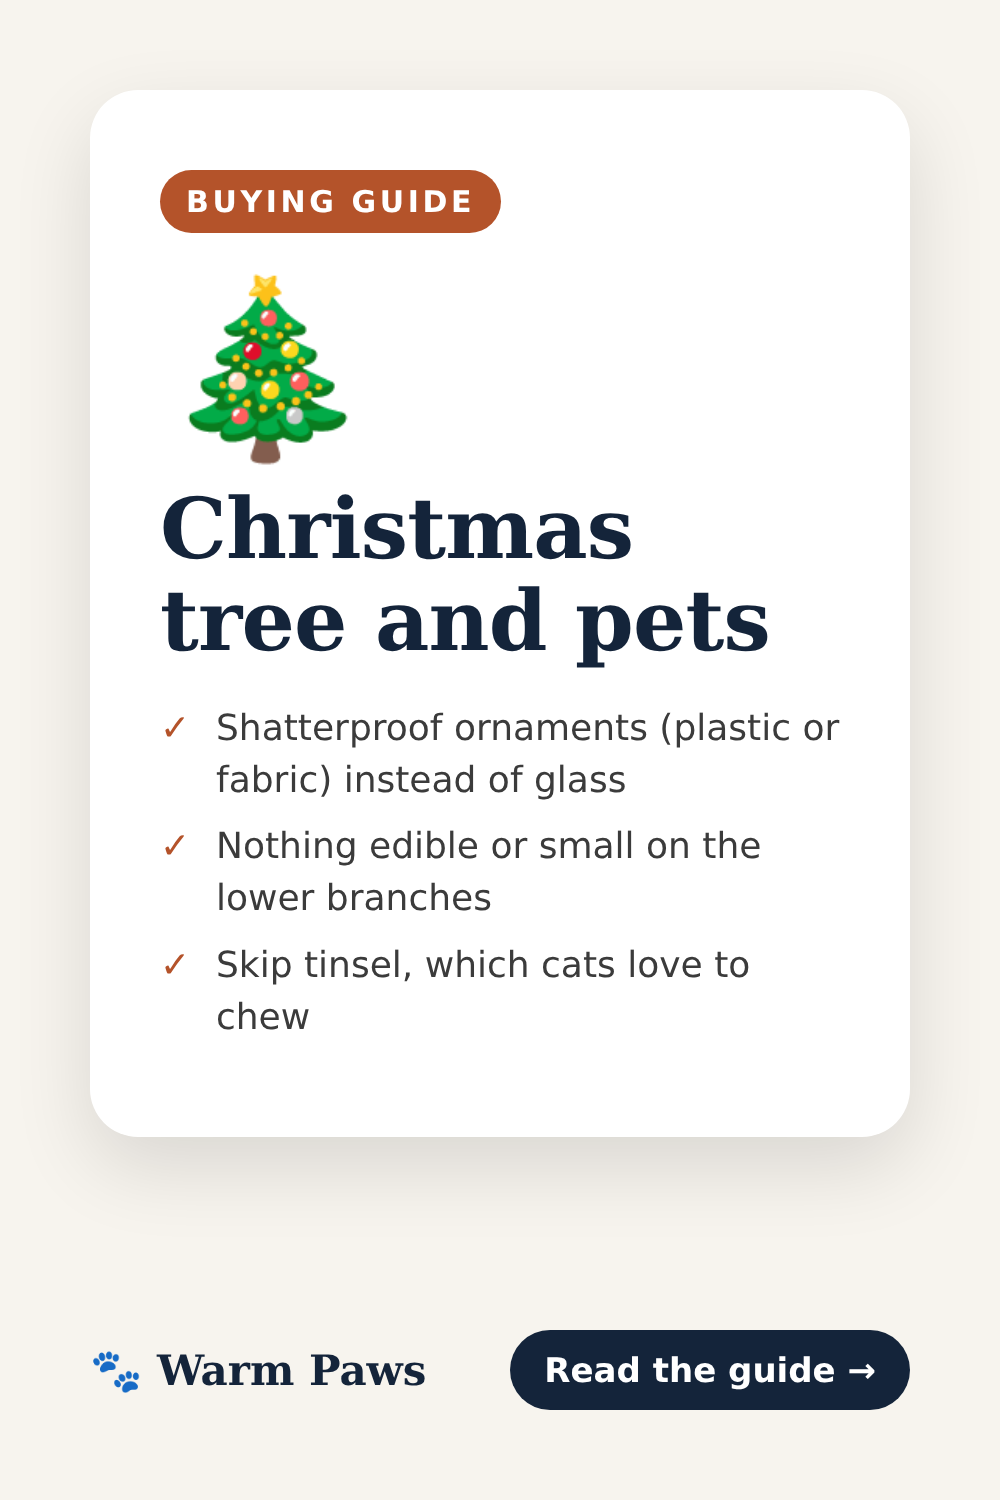 BUYING GUIDE
Christmas
tree and pets
✓ Shatterproof ornaments (plastic or
fabric) instead of glass
✓ Nothing edible or small on the
lower branches
✓ Skip tinsel, which cats love to
chew
Warm Paws
Read the guide →